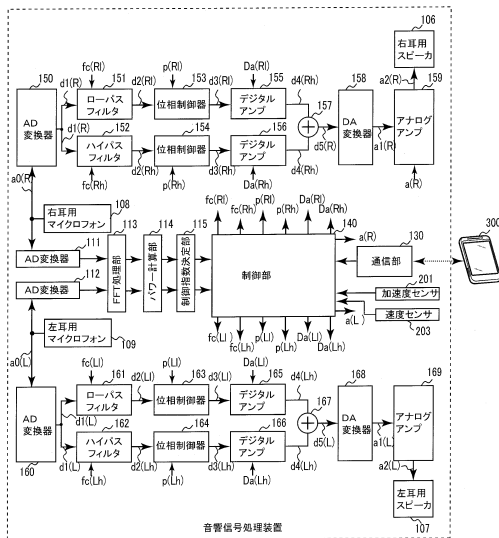 106
右耳用
スピーカ
fc(Rl)
p(Rl)
Da(Rl)
a2(R)
150
151
153
155
158
159
d1(R)
d2(Rl)
d3(Rl)
d4(Rh)
AD
変換器
ローパス
フィルタ
位相制御器
デジタル
アンプ
157
DA
変換器
アナログ
アンプ
152
154
156
d1(R)
ハイパス
フィルタ
位相制御器
デジタル
アンプ
d5(R)
a1(R)
d2(Rh)
d3(Rh)
d4(Rh)
fc(Rh)
p(Rh)
Da(Rh)
a(R)
a0(R)
108
右耳用
マイクロフォン
113
114
115
fc(Rl)
fc(Rh)
p(Rl)
p(Rh)
Da(Rl)
Da(Rh)
140
a(R)
130
300
111
AD変換器
112
AD変換器
FFT処理部
パワー計算部
制御指数決定部
制御部
通信部
201
加速度センサ
速度センサ
203
左耳用
マイクロフォン
109
a0(L)
fc(Ll)
fc(Lh)
p(Ll)
p(Lh)
Da(Ll)
Da(Lh)
a(L)
fc(Ll)
p(Ll)
Da(Ll)
161
163
165
168
169
d1(L)
d2(Ll)
d3(Ll)
d4(Lh)
AD
変換器
160
ローパス
フィルタ
位相制御器
デジタル
アンプ
167
DA
変換器
アナログ
アンプ
162
164
166
d1(L)
ハイパス
フィルタ
位相制御器
デジタル
アンプ
d5(L)
a1(L)
d2(Lh)
d3(Lh)
d4(Lh)
fc(Lh)
p(Lh)
Da(Lh)
a2(L)
左耳用
スピーカ
107
音響信号処理装置